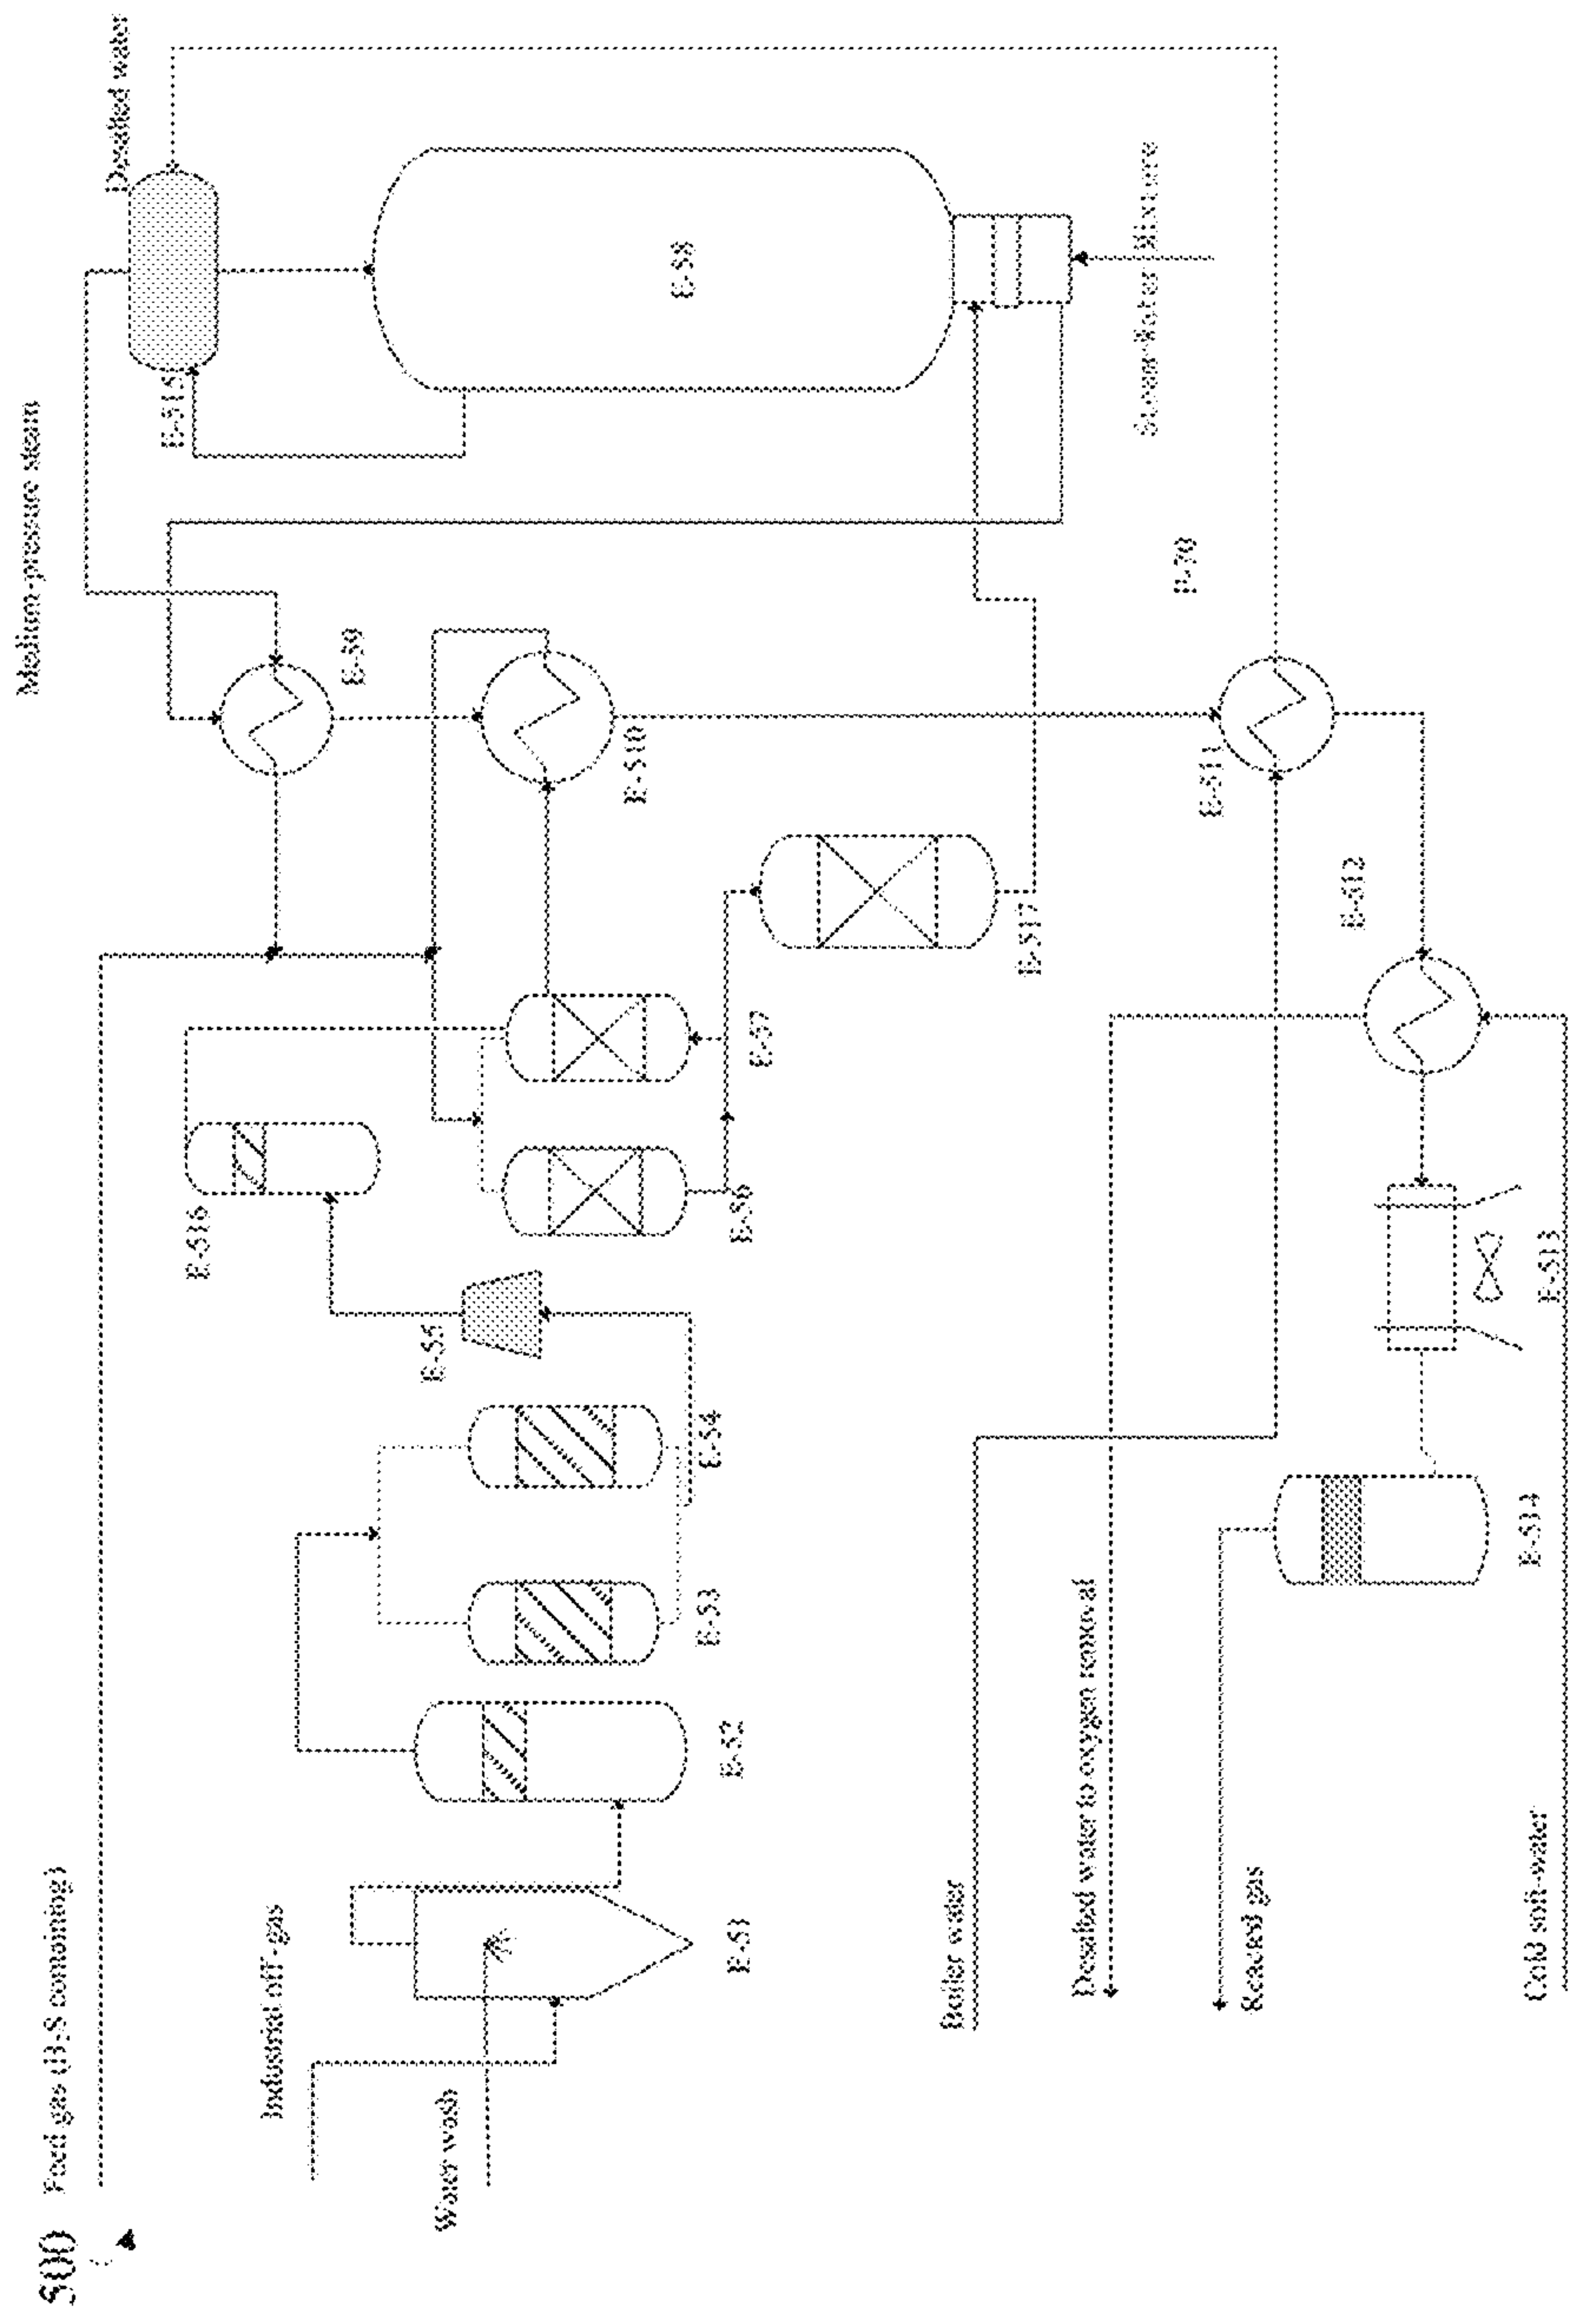 500
Feed gas (H2S containing)
Industrial off-gas
Water wash
Medium-pressure steam
Desalted water
E-51
E-52
E-53
E-54
E-55
E-516
E-56
E-57
E-517
E-59
E-510
E-515
E-58
Steam-Water Mixture
P-70
E-511
E-512
E-513
E-514
Boiler water
Desalted water to oxygen removal
Reacted gas
Cold soft-water